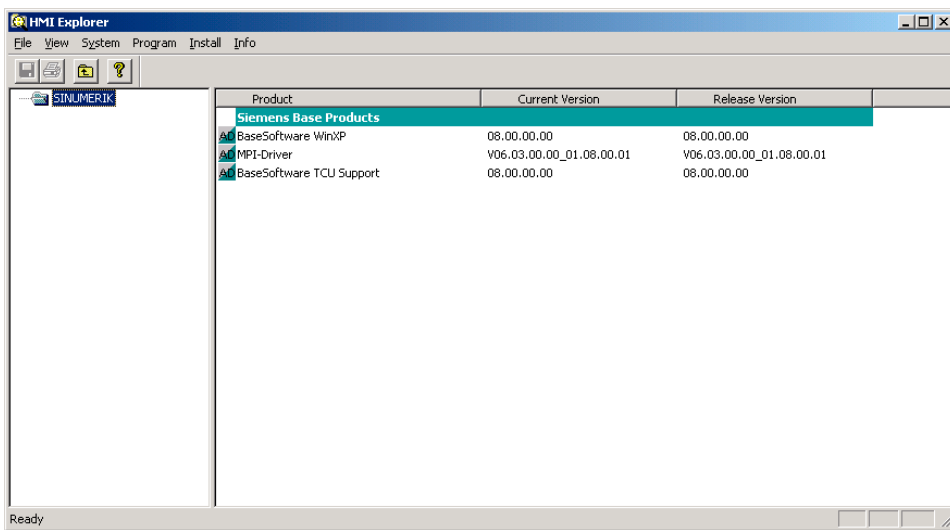 HMI Explorer
File View System Program Install Info
SINUMERIK
Product Current Version Release Version
Siemens Base Products
AD BaseSoftware WinXP 08.00.00.00 08.00.00.00
AD MPI-Driver V06.03.00.00_01.08.00.01 V06.03.00.00_01.08.00.01
AD BaseSoftware TCU Support 08.00.00.00 08.00.00.00
Ready